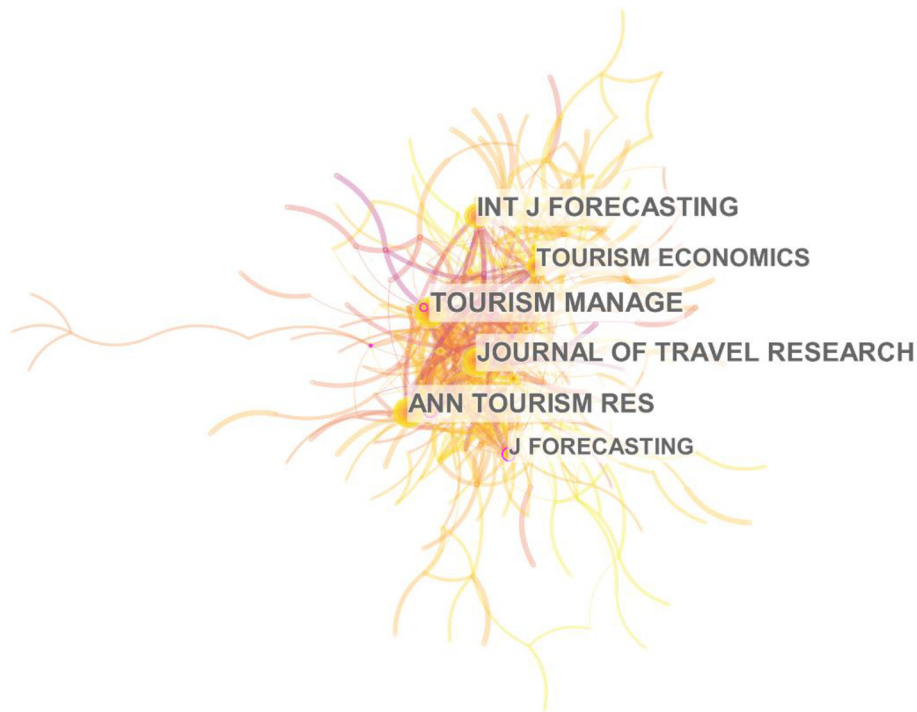 INT J FORECASTING
TOURISM ECONOMICS
TOURISM MANAGE
JOURNAL OF TRAVEL RESEARCH
ANN TOURISM RES
J FORECASTING